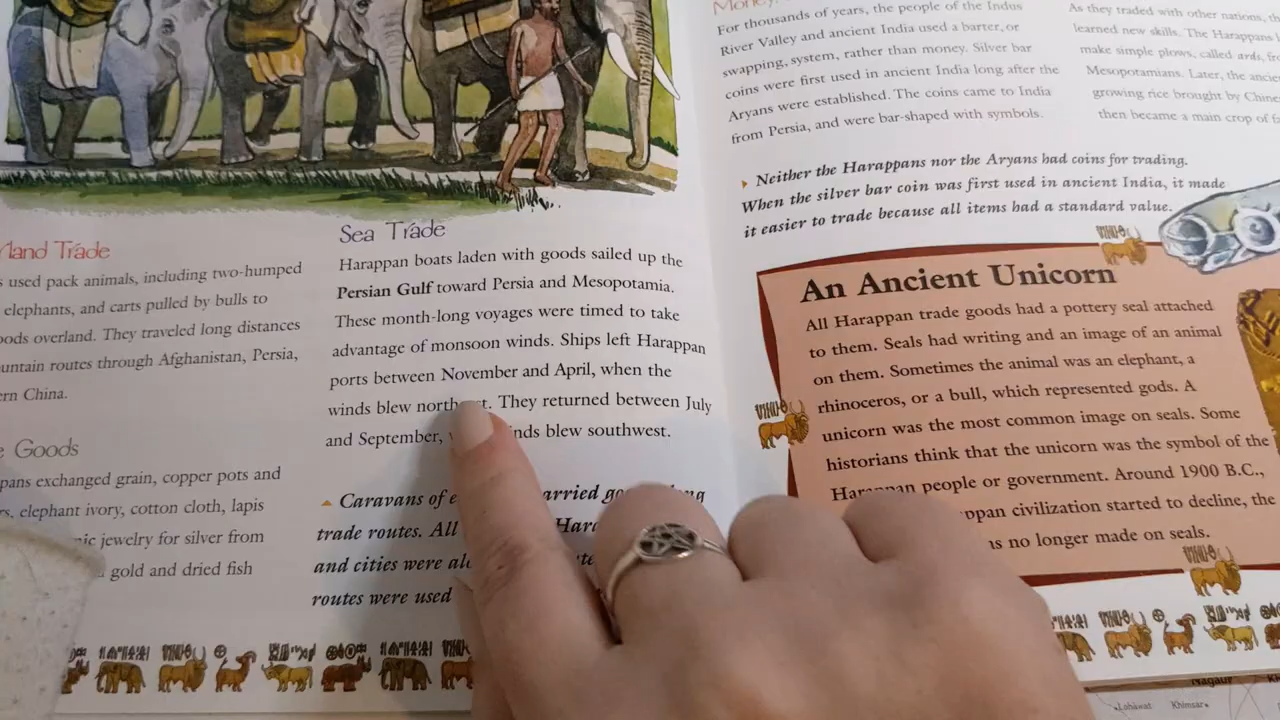 land Trade
s used pack animals, including two-humped
elephants, and carts pulled by bulls to
oods overland. They traveled long distances
untain routes through Afghanistan, Persia,
ern China.
e Goods
pans exchanged grain, copper pots and
rs, elephant ivory, cotton cloth, lapis
ic jewelry for silver from
gold and dried fish
Sea Trade
Harappan boats laden with goods sailed up the
Persian Gulf toward Persia and Mesopotamia.
These month-long voyages were timed to take
advantage of monsoon winds. Ships left Harappan
ports between November and April, when the
winds blew They returned between July
and September, nds blew southwest.
Caravans of arried
trade routes. All
and cities were
routes were used
Money,
For thousands of years, the people of the Indus
River Valley and ancient India used a barter, or
swapping, system, rather than money. Silver bar
coins were first used in ancient India long after the
Aryans were established. The coins came to India
from Persia, and were bar-shaped with symbols.
Neither the Harappans nor the Aryans had coins for trading.
When the silver bar coin was first used in ancient India, it made
it easier to trade because all items had a standard value.
As they traded with other nations,
learned new skills. The Harappans
make simple plows, called ards,
Mesopotamians. Later, the
growing rice brought by
then became a main crop of
An Ancient Unicorn
All Harappan trade goods had a pottery seal attached
to them. Seals had writing and an image of an animal
on them. Sometimes the animal was an elephant, a
rhinoceros, or a bull, which represented gods. A
unicorn was the most common image on seals. Some
historians think that the unicorn was the symbol of the
Harappan people or government. Around 1900 B.C.,
ppan civilization started to decline, the
s no longer made on seals.
Nagaur
Lohawat Khimsar